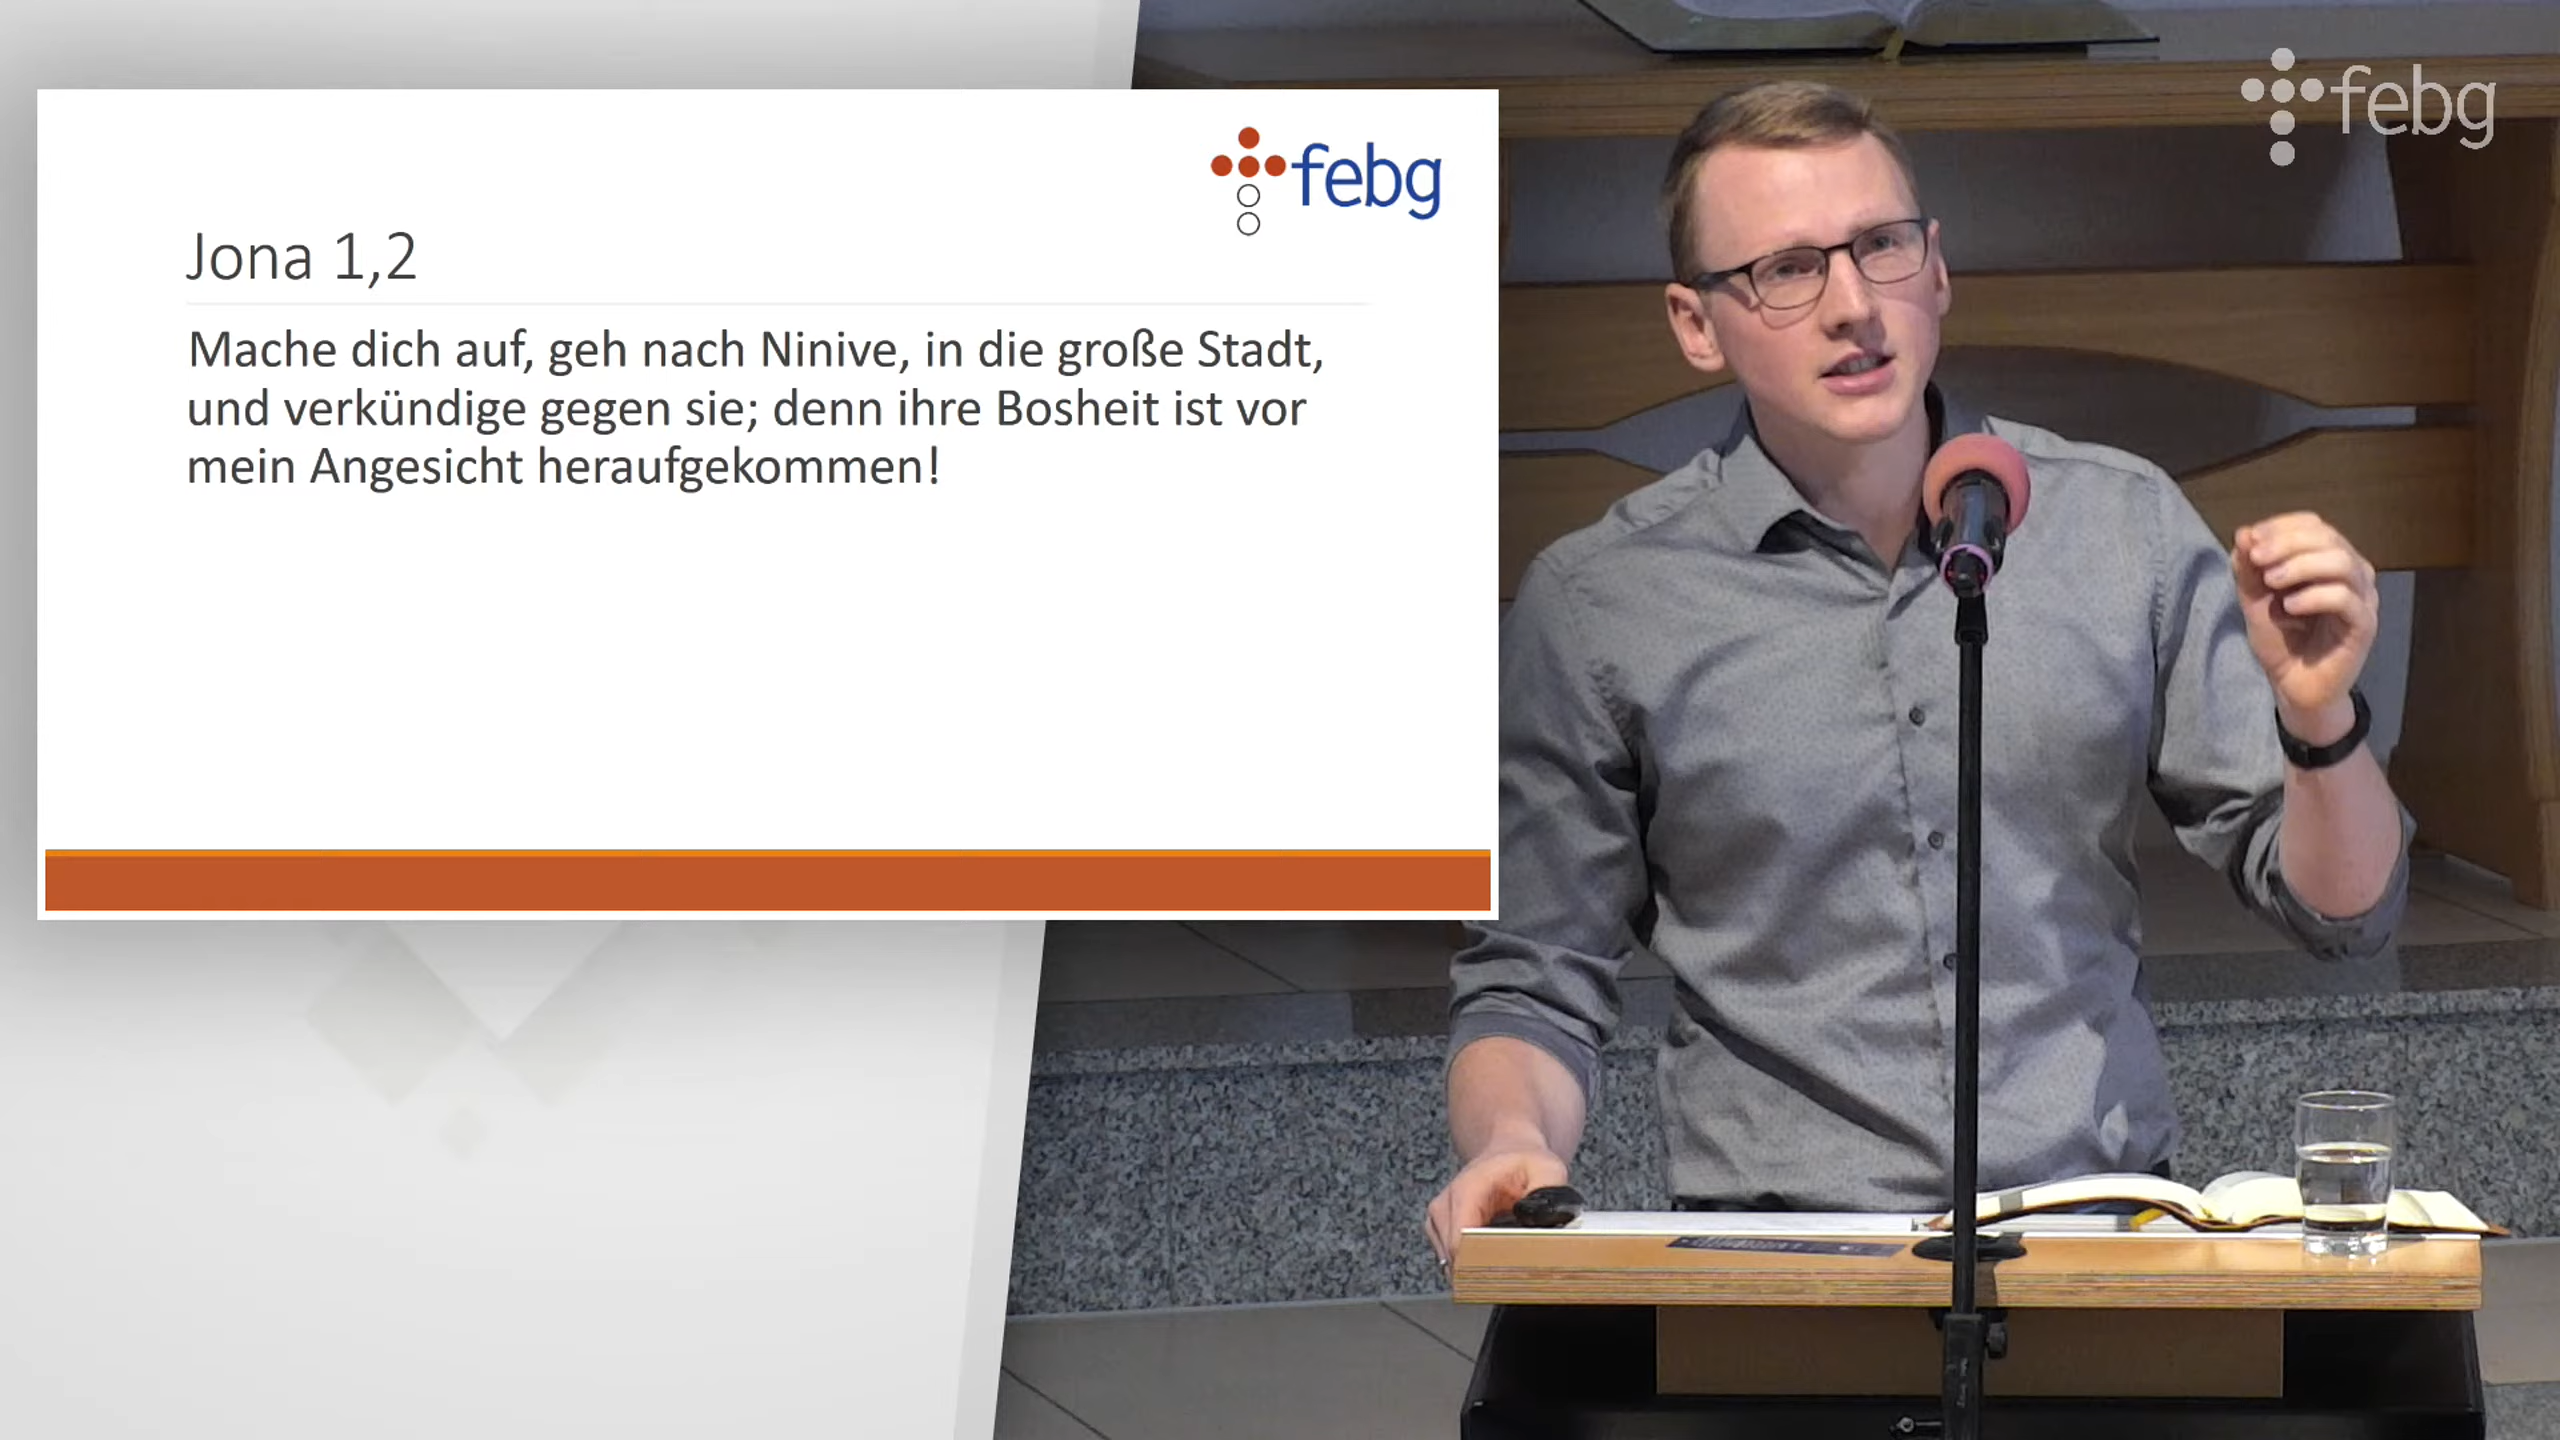 febg
febg
Jona 1,2
Mache dich auf, geh nach Ninive, in die große Stadt,
und verkündige gegen sie; denn ihre Bosheit ist vor
mein Angesicht heraufgekommen!